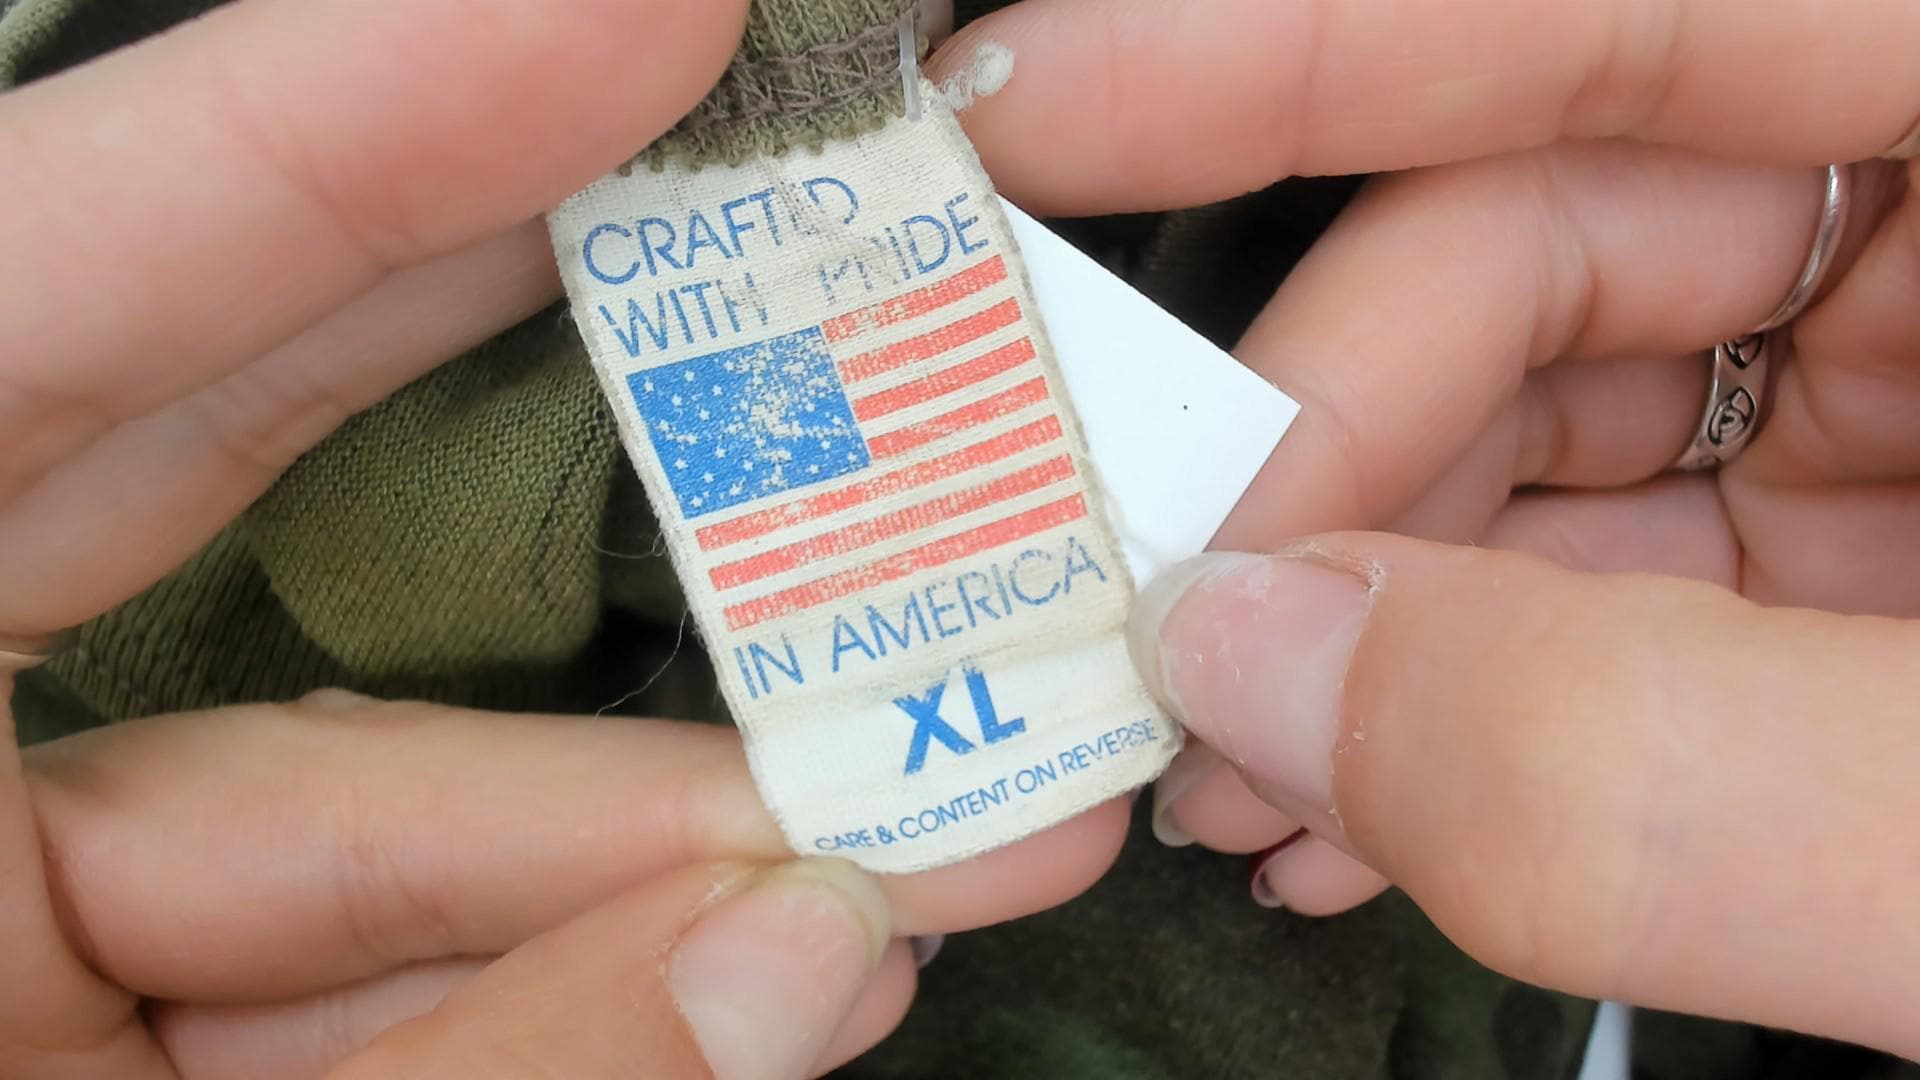 CRAFTED
WITH PRIDE
IN AMERICA
XL
CARE & CONTENT ON REVERSE